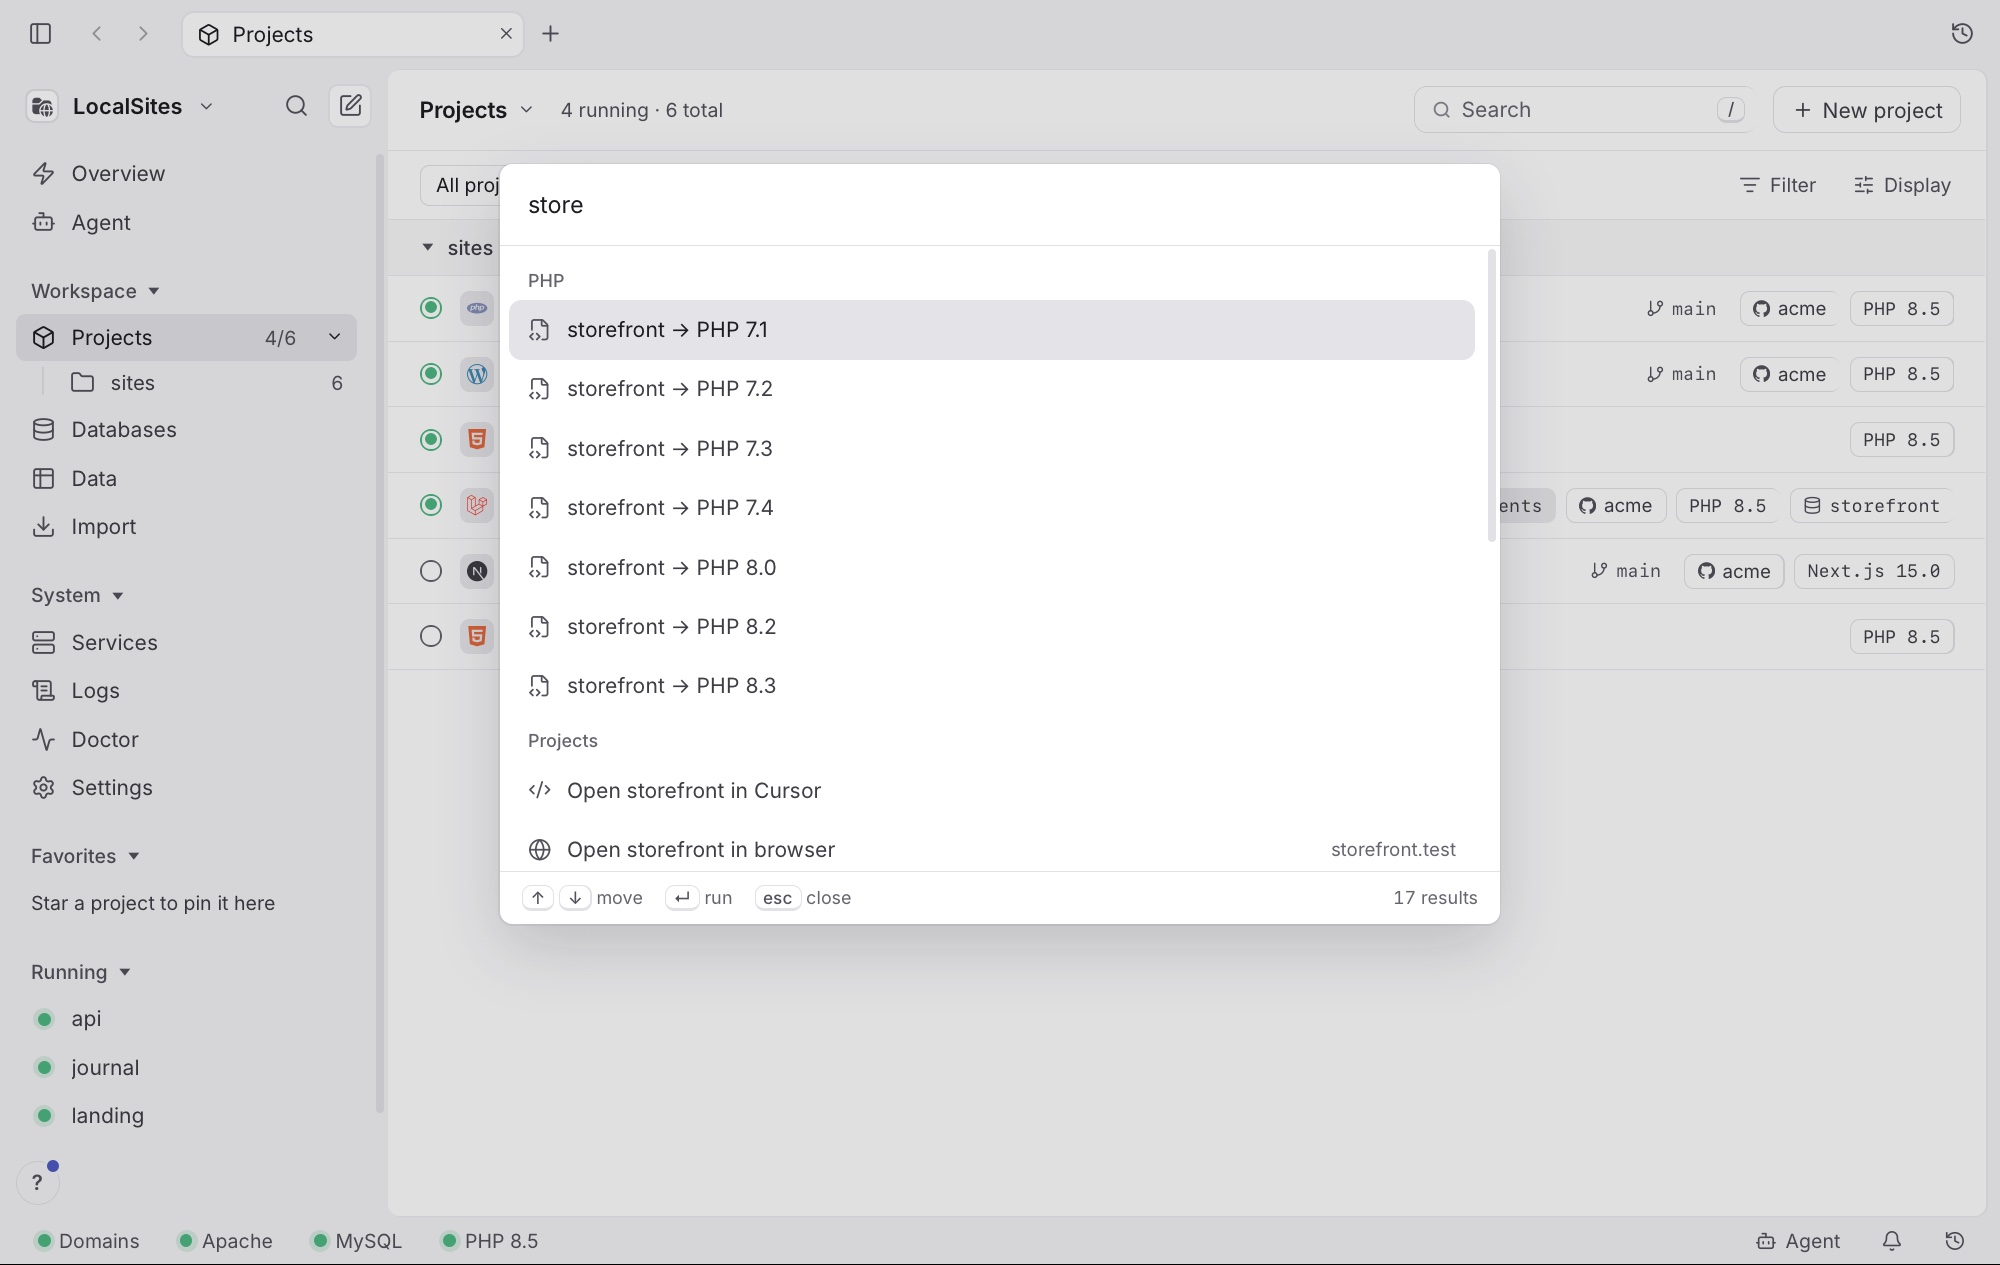 Projects
LocalSites
Overview
Agent
Workspace
Projects 4/6
sites 6
Databases
Data
Import
System
Services
Logs
Doctor
Settings
Favorites
Star a project to pin it here
Running
api
journal
landing
?
Projects 4 running · 6 total
Search / + New project
All proj
Filter Display
sites
php main acme PHP 8.5
main acme PHP 8.5
PHP 8.5
ents acme PHP 8.5 storefront
N main acme Next.js 15.0
PHP 8.5
store
PHP
storefront → PHP 7.1
storefront → PHP 7.2
storefront → PHP 7.3
storefront → PHP 7.4
storefront → PHP 8.0
storefront → PHP 8.2
storefront → PHP 8.3
Projects
Open storefront in Cursor
Open storefront in browser storefront.test
↑ ↓ move ↵ run esc close 17 results
Domains Apache MySQL PHP 8.5 Agent